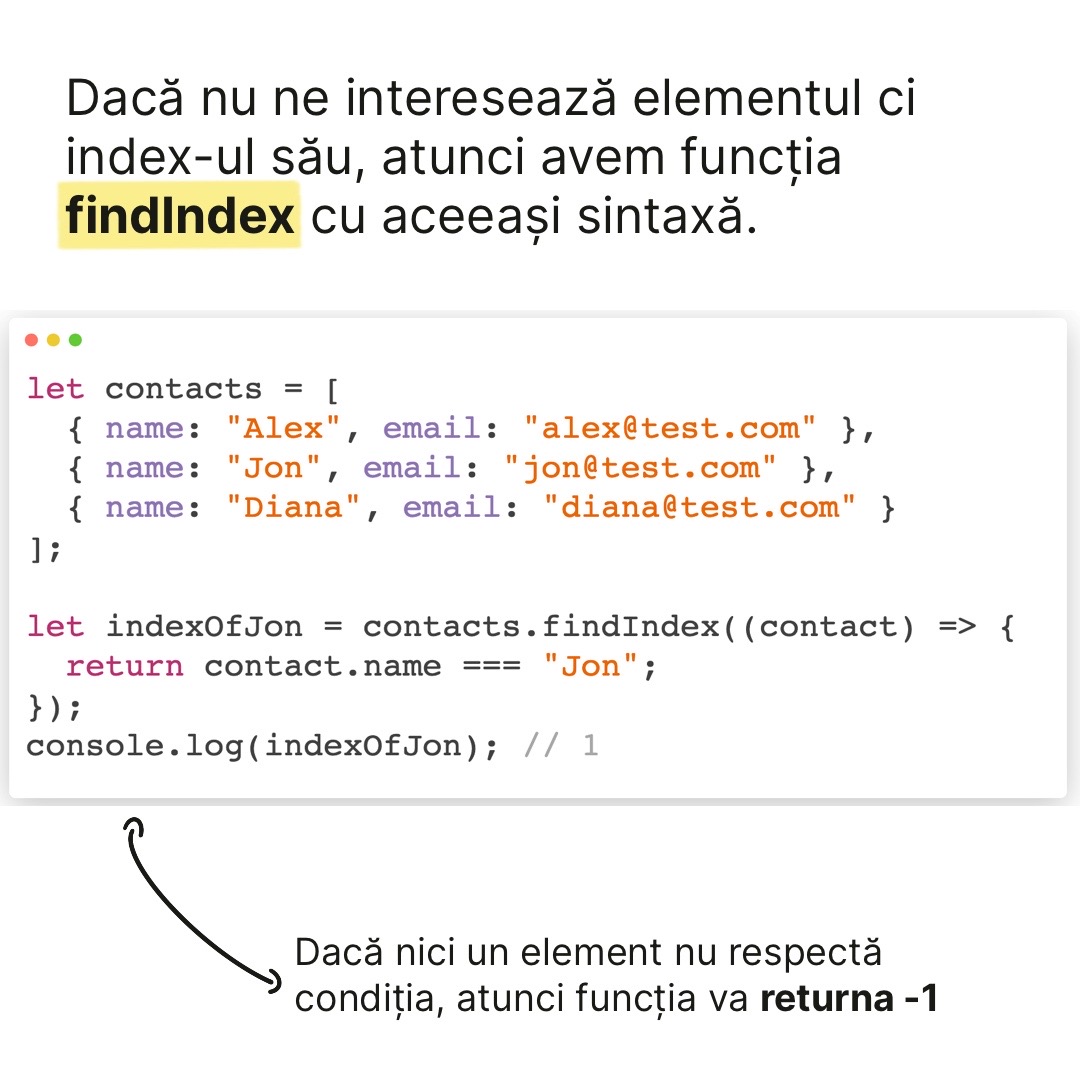 Dacă nu ne interesează elementul ci
index-ul său, atunci avem funcția
findIndex cu aceeași sintaxă.
let contacts = [
  { name: "Alex", email: "alex@test.com" },
  { name: "Jon", email: "jon@test.com" },
  { name: "Diana", email: "diana@test.com" }
];
let indexOfJon = contacts.findIndex((contact) => {
  return contact.name === "Jon";
});
console.log(indexOfJon); // 1
Dacă nici un element nu respectă
condiția, atunci funcția va returna -1